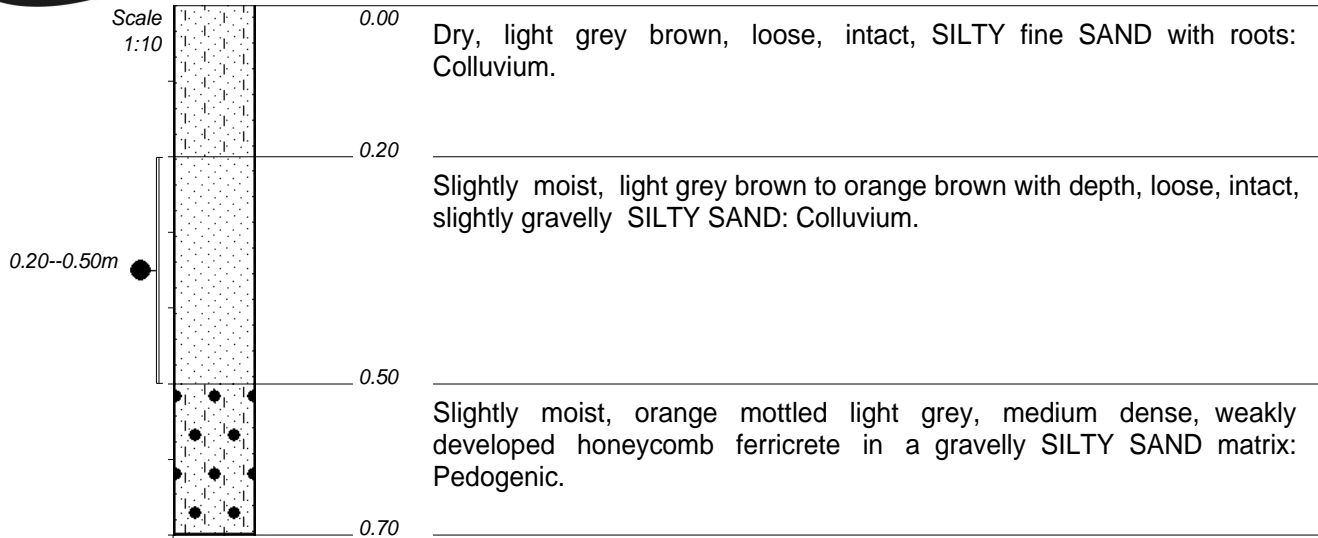 Scale
1:10
0.00
Dry, light grey brown, loose, intact, SILTY fine SAND with roots:
Colluvium.
0.20
Slightly moist, light grey brown to orange brown with depth, loose, intact,
slightly gravelly SILTY SAND: Colluvium.
0.20--0.50m
0.50
Slightly moist, orange mottled light grey, medium dense, weakly
developed honeycomb ferricrete in a gravelly SILTY SAND matrix:
Pedogenic.
0.70